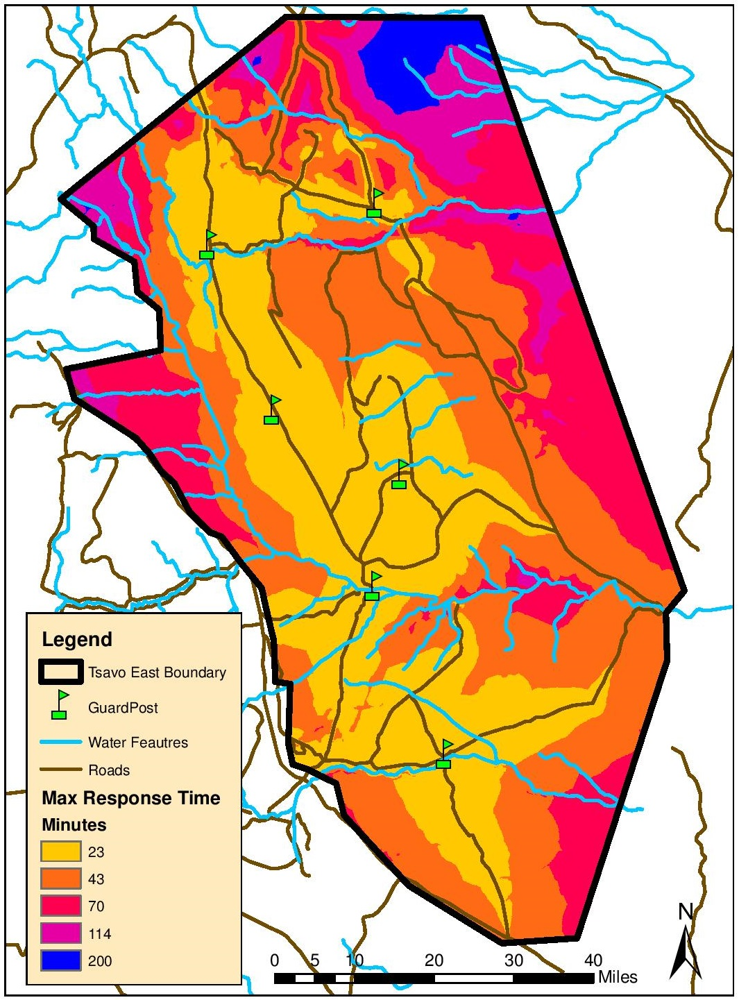 Legend
Tsavo East Boundary
GuardPost
Water Feautres
Roads
Max Response Time
Minutes
23
43
70
114
200
N
0 5 10 20 30 40
Miles